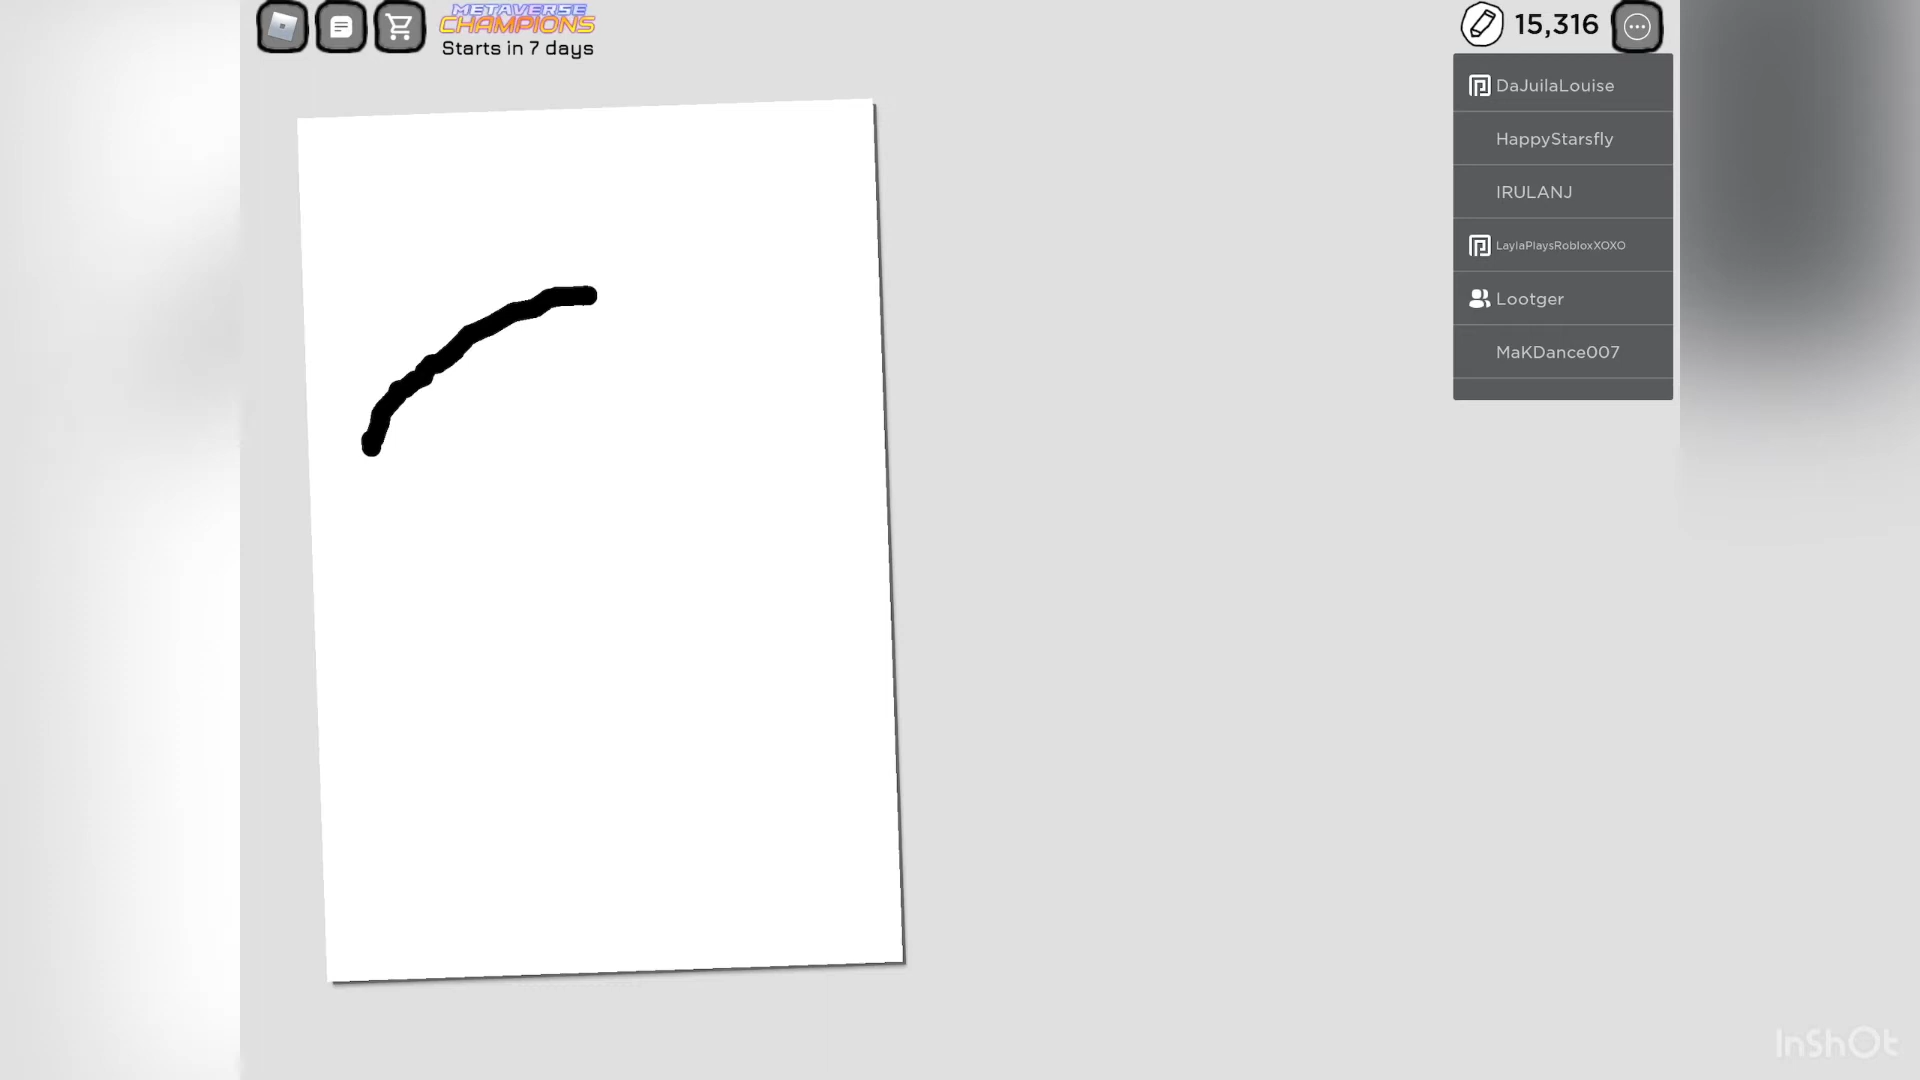 METAVERSE
CHAMPIONS
Starts in 7 days
15,316
DaJuilaLouise
HappyStarsfly
IRULANJ
LaylaPlaysRobloxXOXO
Lootger
MaKDance007
InShOt